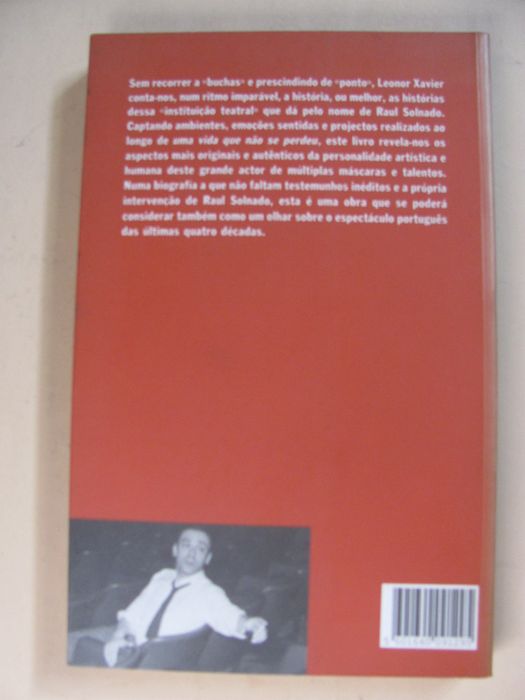 Sem recorrer a «buchas» e prescindindo de «ponto», Leonor Xavier
conta-nos, num ritmo imparável, a história, ou melhor, as histórias
dessa «instituição teatral» que dá pelo nome de Raul Solnado.
Captando ambientes, emoções sentidas e projectos realizados ao
longo de uma vida que não se perdeu, este livro revela-nos os
aspectos mais originais e autênticos da personalidade artística e
humana deste grande actor de múltiplas máscaras e talentos.
Numa biografia a que não faltam testemunhos inéditos e a própria
intervenção de Raul Solnado, esta é uma obra que se poderá
considerar também como um olhar sobre o espectáculo português
das últimas quatro décadas.